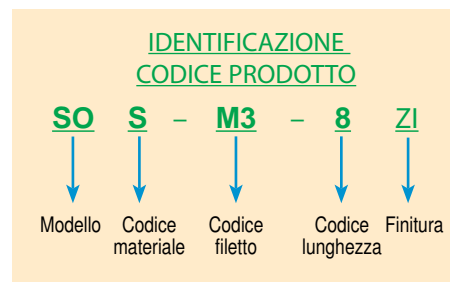 IDENTIFICAZIONE
CODICE PRODOTTO
SO S – M3 – 8 ZI
Modello Codice materiale Codice filetto Codice lunghezza Finitura